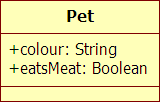 Pet
+colour: String
+eatsMeat: Boolean